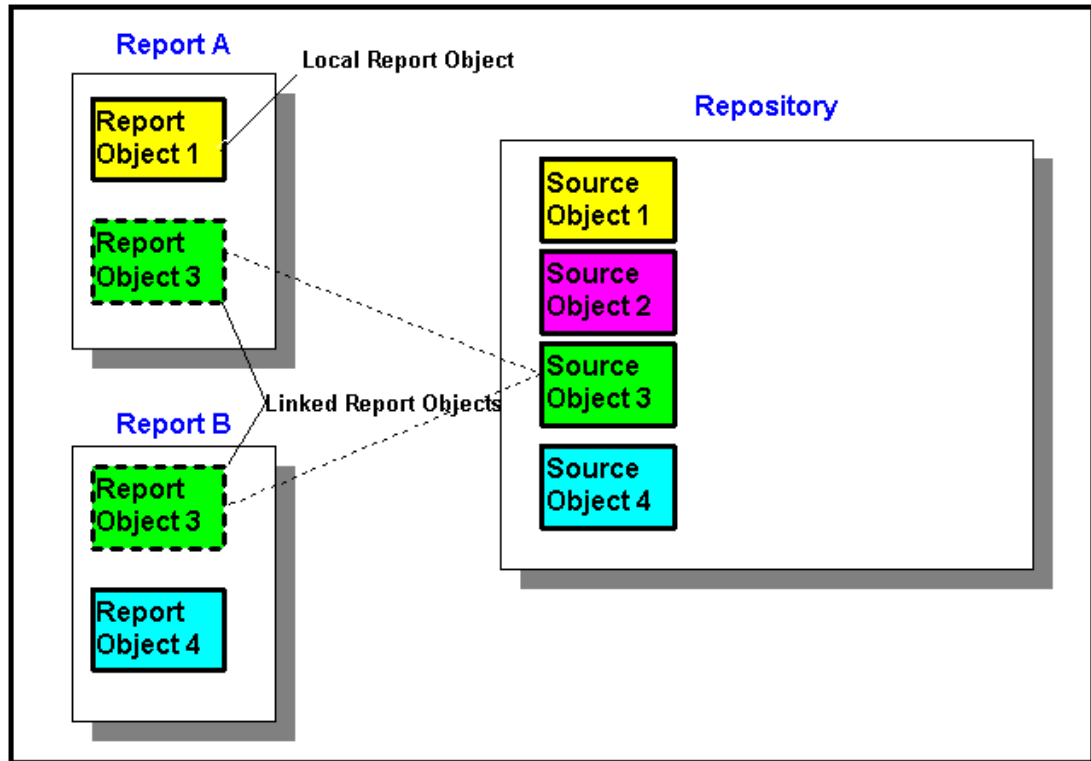 Report A
Local Report Object
Report
Object 1
Report
Object 3
Linked Report Objects
Report B
Report
Object 3
Report
Object 4
Repository
Source
Object 1
Source
Object 2
Source
Object 3
Source
Object 4